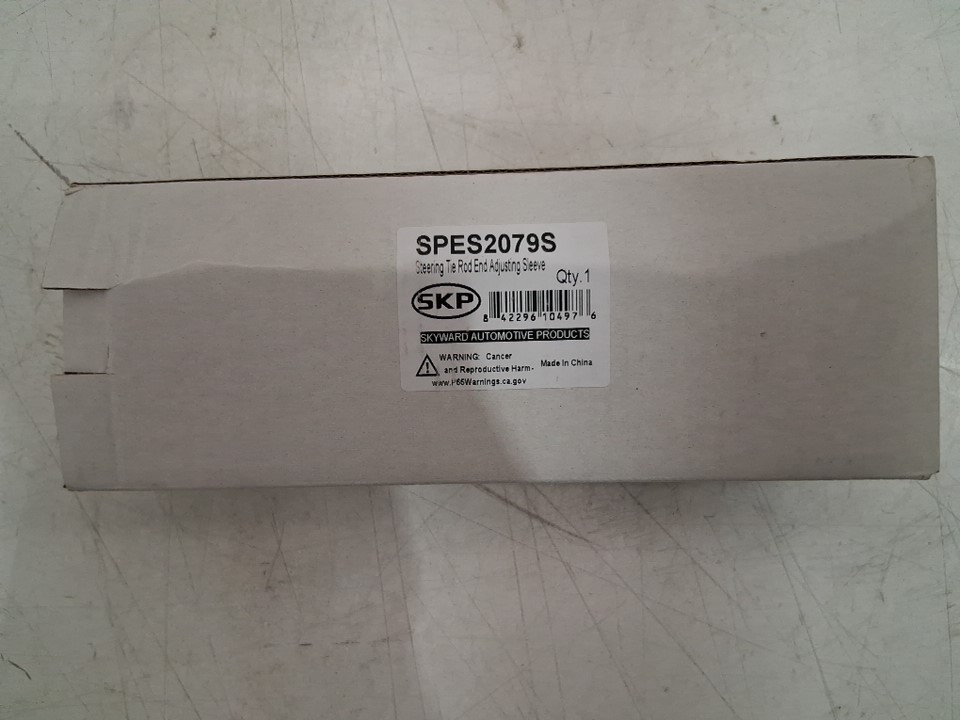 SPES2079S
Steering Tie Rod End Adjusting Sleeve
Qty.1
SKP
8 42296 10497 6
SKYWARD AUTOMOTIVE PRODUCTS
WARNING: Cancer
and Reproductive Harm-
Made In China
www.P65Warnings.ca.gov